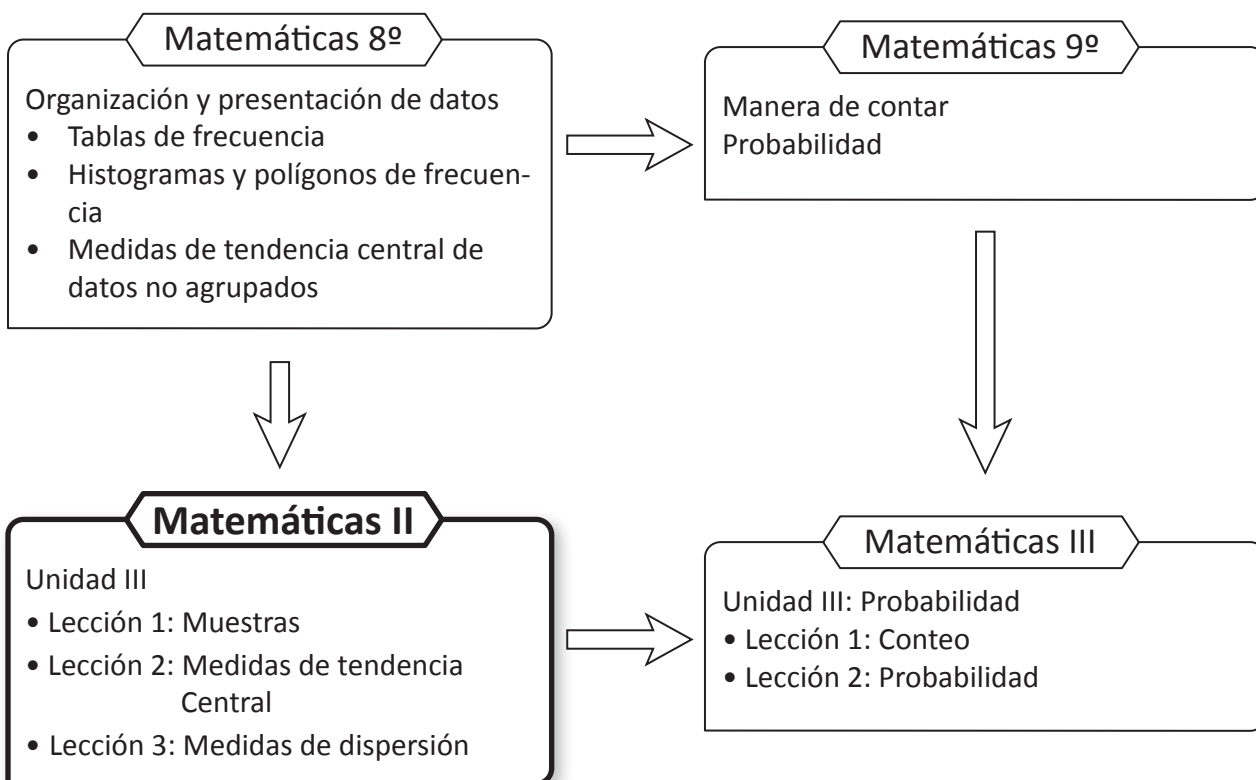 Matemáticas 8º
Organización y presentación de datos
• Tablas de frecuencia
• Histogramas y polígonos de frecuen-
cia
• Medidas de tendencia central de
datos no agrupados
Matemáticas 9º
Manera de contar
Probabilidad
Matemáticas II
Unidad III
• Lección 1: Muestras
• Lección 2: Medidas de tendencia
Central
• Lección 3: Medidas de dispersión
Matemáticas III
Unidad III: Probabilidad
• Lección 1: Conteo
• Lección 2: Probabilidad